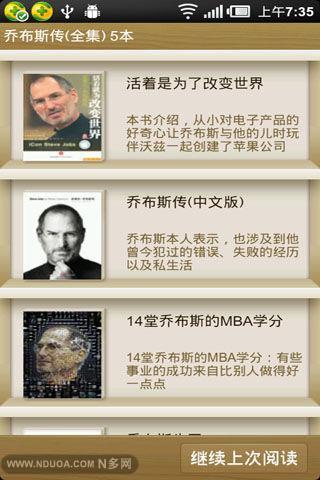 上午7:35
乔布斯传(全集) 5本
活着就为
改变世界
iCon Steve Jobs
活着是为了改变世界
本书介绍，从小对电子产品的
好奇心让乔布斯与他的儿时玩
伴沃兹一起创建了苹果公司
乔布斯传(中文版)
乔布斯本人表示，也涉及到他
曾今犯过的错误、失败的经历
以及私生活
14堂乔布斯的MBA学分
14堂乔布斯的MBA学分：有些
事业的成功来自比别人做得好
一点点
WWW.NDUOA.COM N多网
继续上次阅读